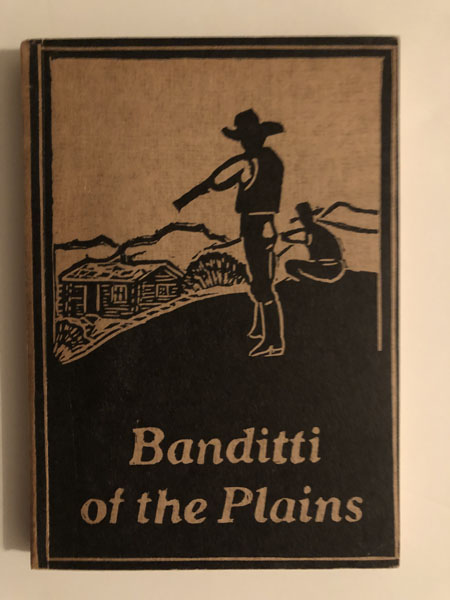 Banditti
of the Plains